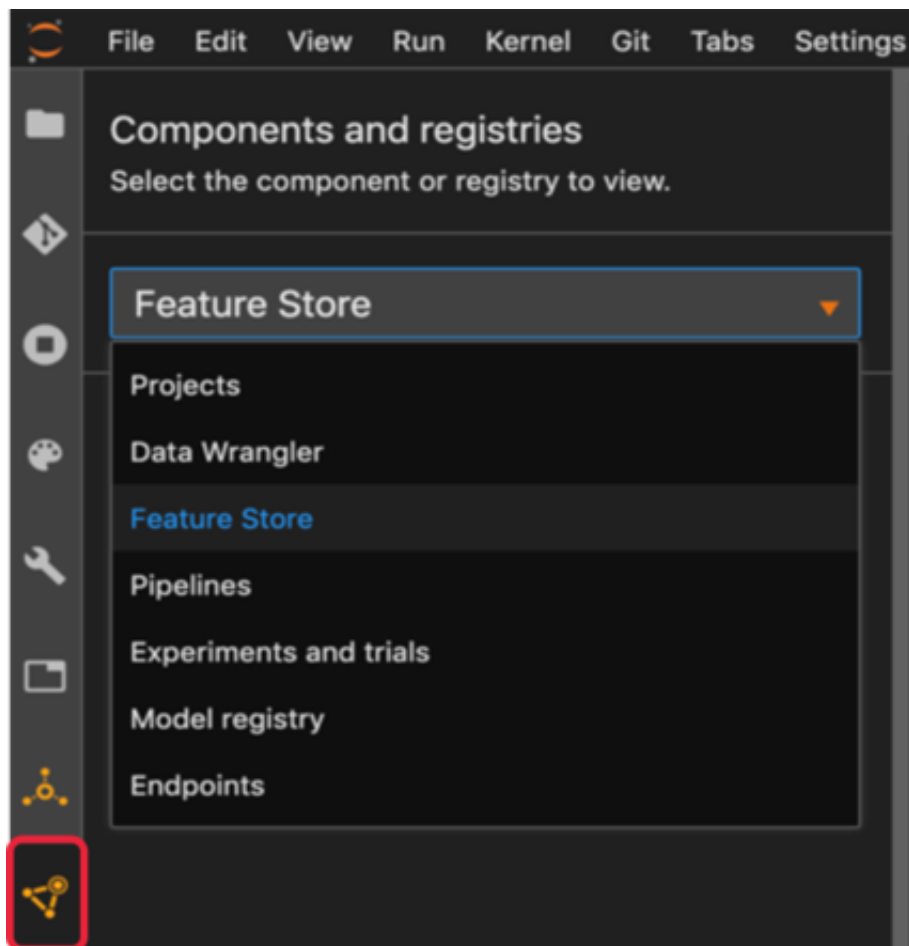 File Edit View Run Kernel Git Tabs Settings
Components and registries
Select the component or registry to view.
Feature Store
Projects
Data Wrangler
Feature Store
Pipelines
Experiments and trials
Model registry
Endpoints